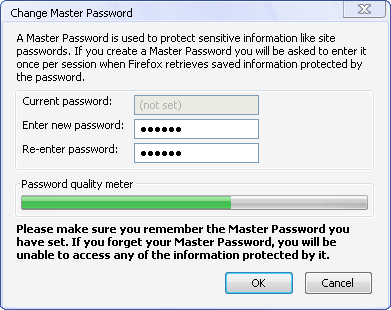 Change Master Password
A Master Password is used to protect sensitive information like site
passwords. If you create a Master Password you will be asked to enter it
once per session when Firefox retrieves saved information protected by
the password.
Current password: (not set)
Enter new password: ●●●●●●
Re-enter password: ●●●●●●
Password quality meter
Please make sure you remember the Master Password you
have set. If you forget your Master Password, you will be
unable to access any of the information protected by it.
OK Cancel